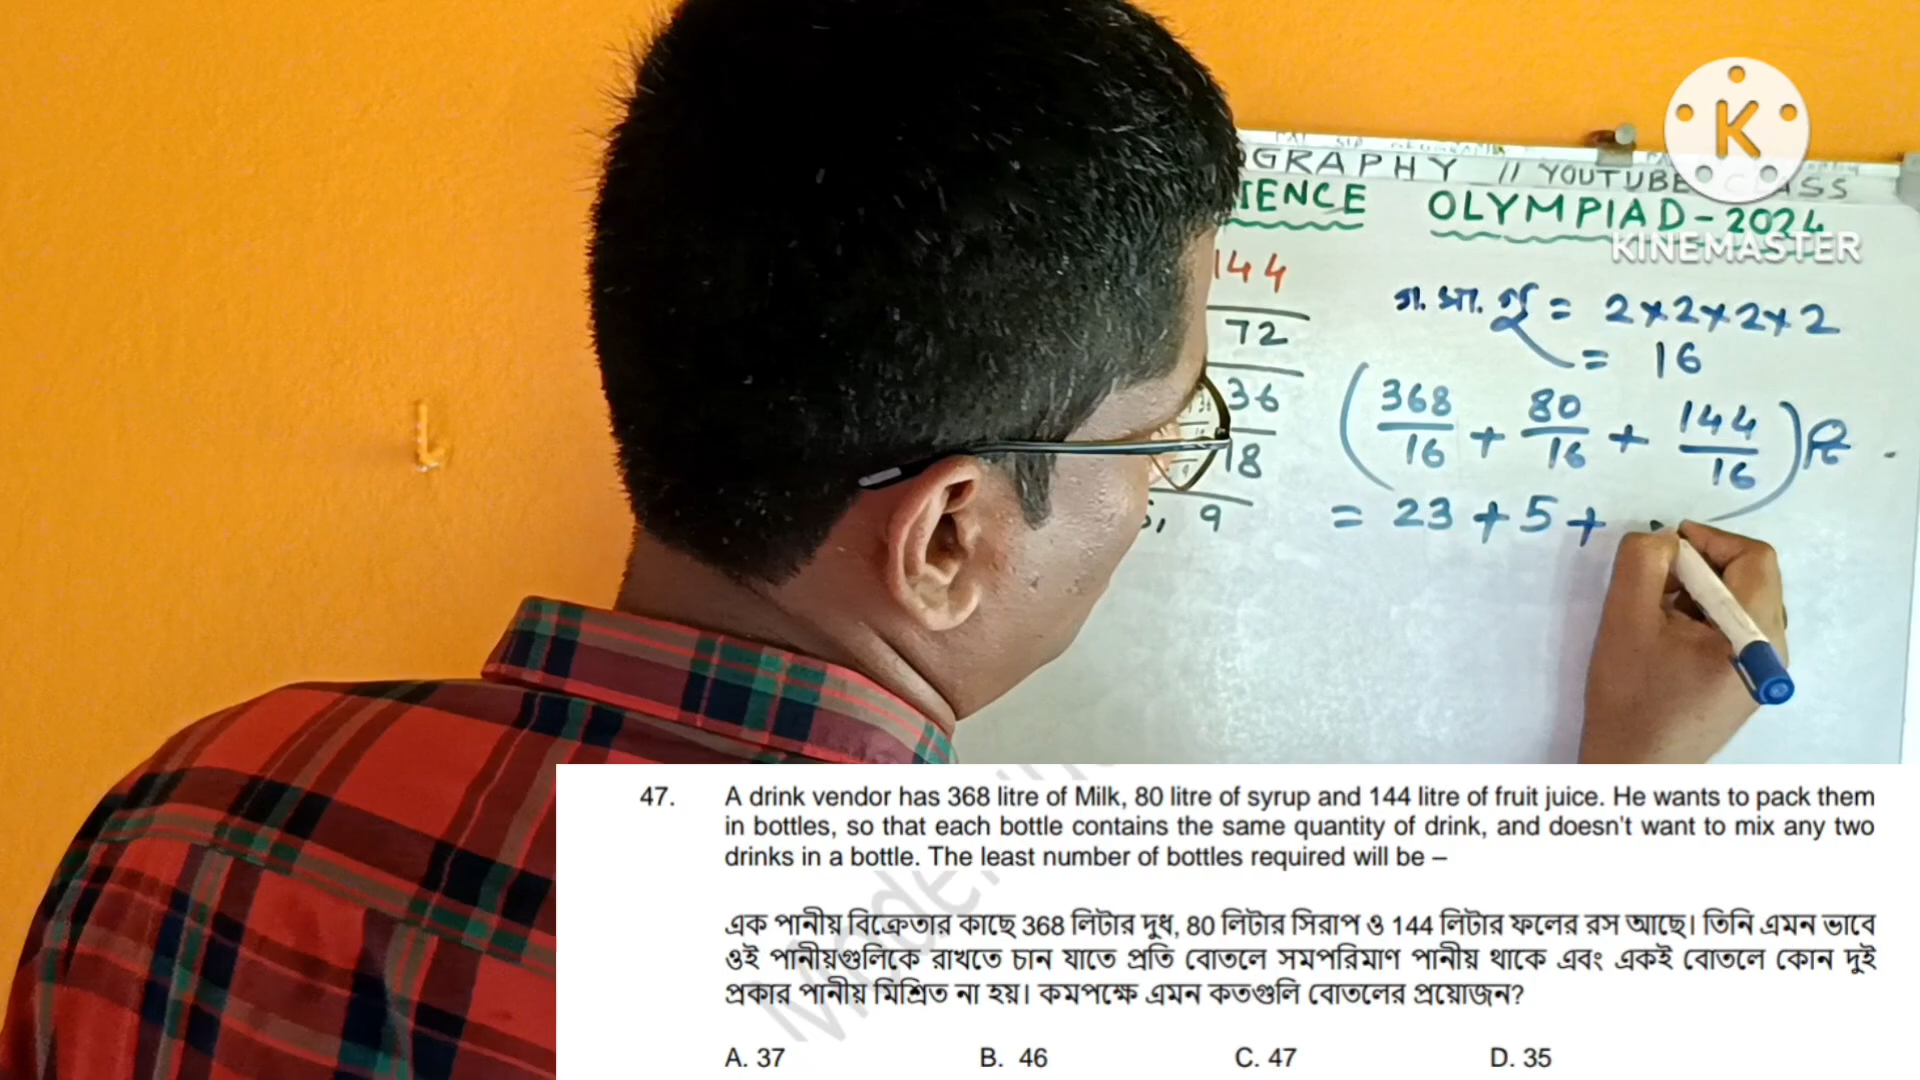 OGRAPHY // YOUTUBE CLASS
IENCE OLYMPIAD-2024
K
KINEMASTER
144
72
36
18
5, 9
গ.সা.গু = 2×2×2×2
= 16
(368/16 + 80/16 + 144/16) টি
= 23 + 5 +
47. A drink vendor has 368 litre of Milk, 80 litre of syrup and 144 litre of fruit juice. He wants to pack them
in bottles, so that each bottle contains the same quantity of drink, and doesn't want to mix any two
drinks in a bottle. The least number of bottles required will be –
এক পানীয় বিক্রেতার কাছে 368 লিটার দুধ, 80 লিটার সিরাপ ও 144 লিটার ফলের রস আছে। তিনি এমন ভাবে
ওই পানীয়গুলিকে রাখতে চান যাতে প্রতি বোতলে সমপরিমাণ পানীয় থাকে এবং একই বোতলে কোন দুই
প্রকার পানীয় মিশ্রিত না হয়। কমপক্ষে এমন কতগুলি বোতলের প্রয়োজন?
A. 37 B. 46 C. 47 D. 35